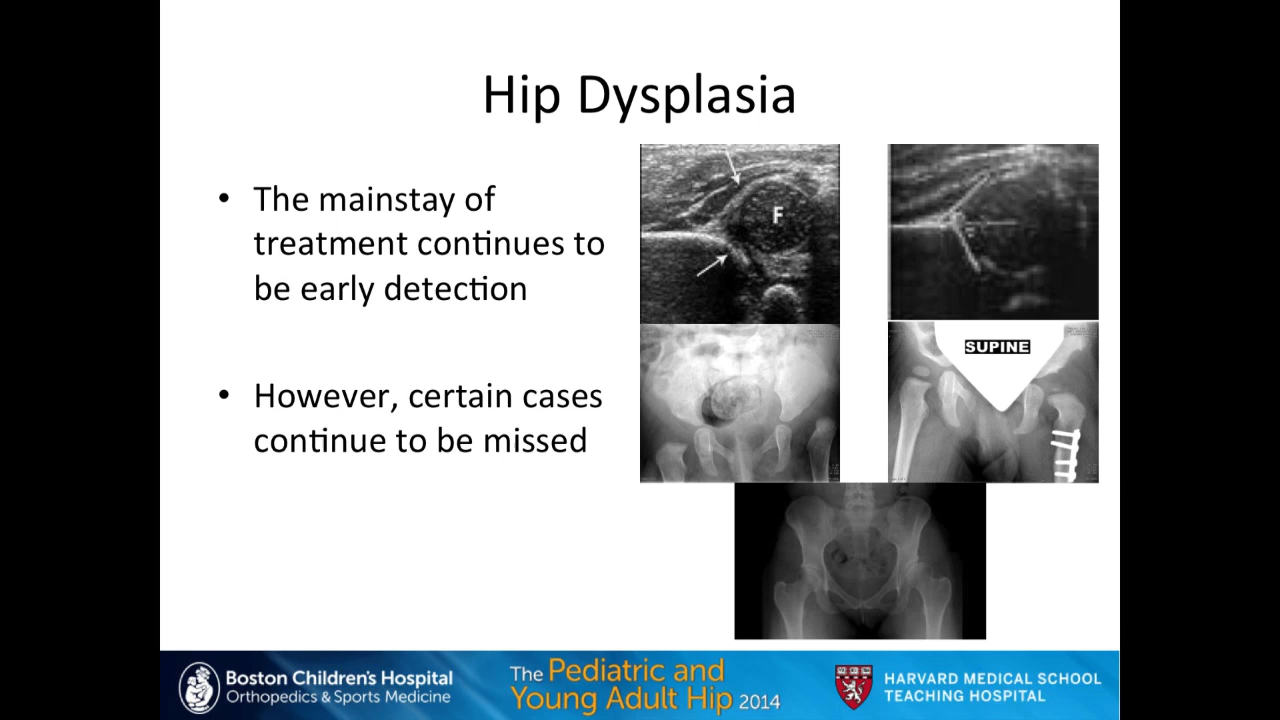 Hip Dysplasia
• The mainstay of
treatment continues to
be early detection
• However, certain cases
continue to be missed
F
SUPINE
Boston Children's Hospital
Orthopedics & Sports Medicine
The Pediatric and
Young Adult Hip 2014
HARVARD MEDICAL SCHOOL
TEACHING HOSPITAL